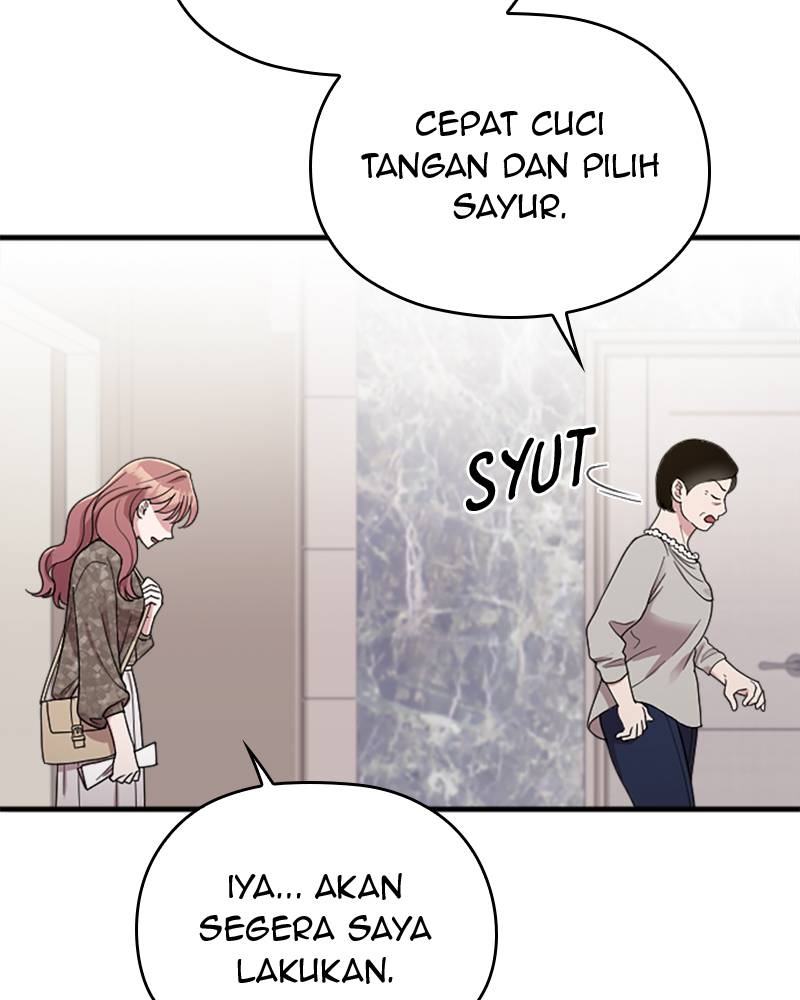 CEPAT CUCI
TANGAN DAN PILIH
SAYUR.
SYUT
IYA... AKAN
SEGERA SAYA
LAKUKAN.